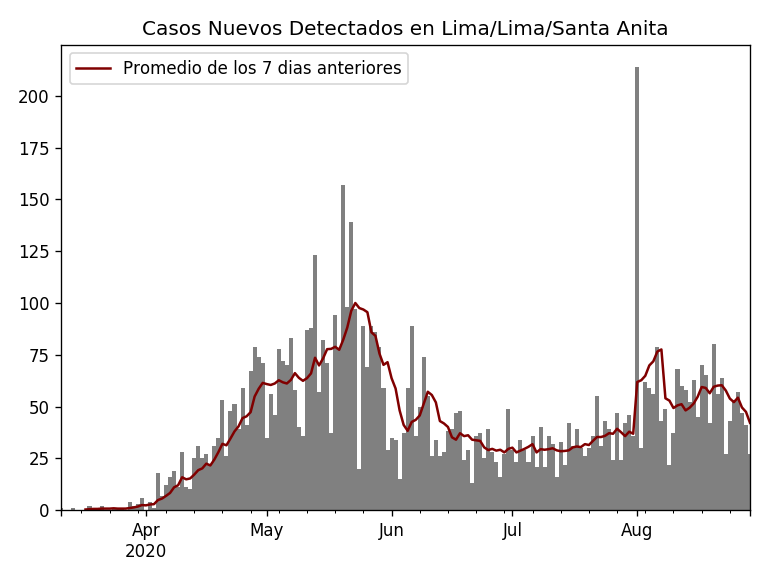 Casos Nuevos Detectados en Lima/Lima/Santa Anita
Promedio de los 7 dias anteriores
200
175
150
125
100
75
50
25
0
Apr
2020
May
Jun
Jul
Aug